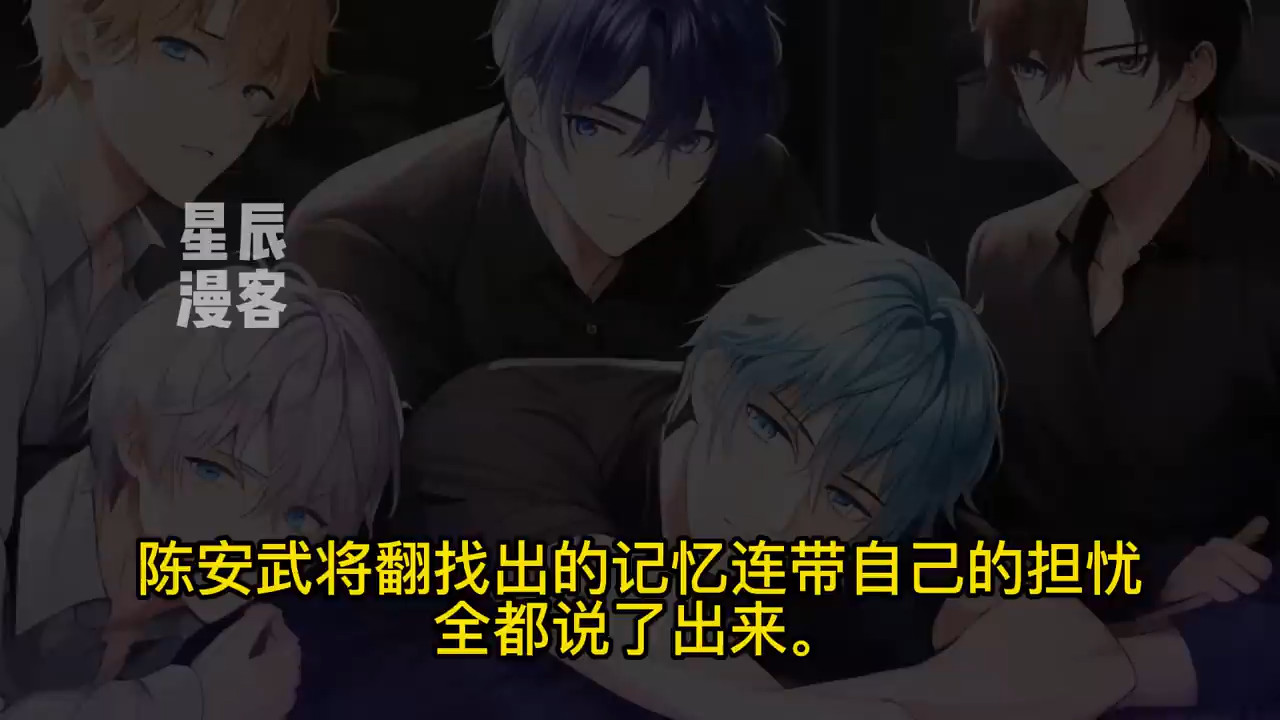 星辰
漫客
陈安武将翻找出的记忆连带自己的担忧
全都说了出来。